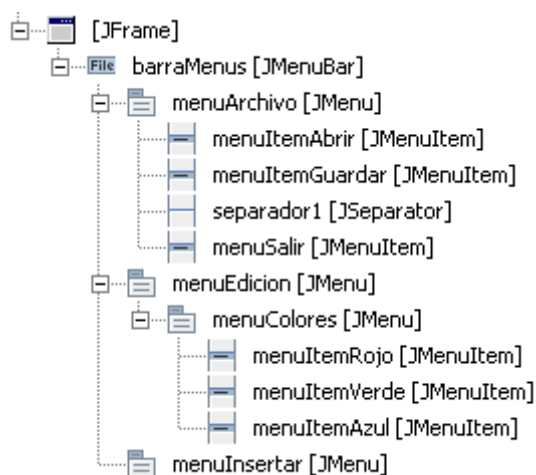 [JFrame]
File barraMenus [JMenuBar]
menuArchivo [JMenu]
menuItemAbrir [JMenuItem]
menuItemGuardar [JMenuItem]
separador1 [JSeparator]
menuSalir [JMenuItem]
menuEdicion [JMenu]
menuColores [JMenu]
menuItemRojo [JMenuItem]
menuItemVerde [JMenuItem]
menuItemAzul [JMenuItem]
menuInsertar [JMenu]